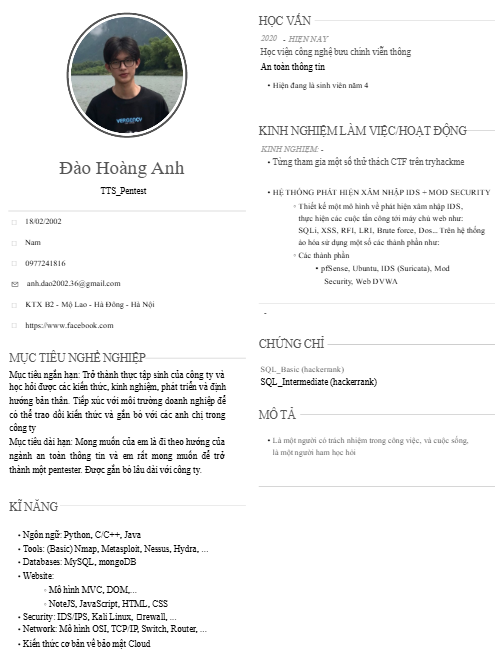 Đào Hoàng Anh
TTS_Pentest
18/02/2002
Nam
0977241816
anh.dao2002.36@gmail.com
KTX B2 - Mộ Lao - Hà Đông - Hà Nội
https://www.facebook.com
MỤC TIÊU NGHỀ NGHIỆP
Mục tiêu ngắn hạn: Trở thành thực tập sinh của công ty và
học hỏi được các kiến thức, kinh nghiệm, phát triển và định
hướng bản thân. Tiếp xúc với môi trường doanh nghiệp để
có thể trao dồi kiến thức và gắn bó với các anh chị trong
công ty
Mục tiêu dài hạn: Mong muốn của em là đi theo hướng của
ngành an toàn thông tin và em rất mong muốn để trở
thành một pentester. Được gắn bó lâu dài với công ty.
KĨ NĂNG
• Ngôn ngữ: Python, C/C++, Java
• Tools: (Basic) Nmap, Metasploit, Nessus, Hydra, ...
• Databases: MySQL, mongoDB
• Website:
◦ Mô hình MVC, DOM,...
◦ NoteJS, JavaScript, HTML, CSS
• Security: IDS/IPS, Kali Linux, □rewall, ...
• Network: Mô hình OSI, TCP/IP, Switch, Router, ...
• Kiến thức cơ bản về bảo mật Cloud
HỌC VẤN
2020 - HIỆN NAY
Học viện công nghệ bưu chính viễn thông
An toàn thông tin
• Hiện đang là sinh viên năm 4
KINH NGHIỆM LÀM VIỆC/HOẠT ĐỘNG
KINH NGHIỆM: -
• Từng tham gia một số thử thách CTF trên tryhackme
• HỆ THỐNG PHÁT HIỆN XÂM NHẬP IDS + MOD SECURITY
◦ Thiết kế một mô hình về phát hiện xâm nhập IDS,
thực hiện các cuộc tấn công tới máy chủ web như:
SQLi, XSS, RFI, LRI, Brute force, Dos... Trên hệ thống
ảo hóa sử dụng một số các thành phần như:
◦ Các thành phần
• pfSense, Ubuntu, IDS (Suricata), Mod
Security, Web DVWA
-
CHỨNG CHỈ
SQL_Basic (hackerrank)
SQL_Intermediate (hackerrank)
MÔ TẢ
• Là một người có trách nhiệm trong công việc, và cuộc sống,
là một người ham học hỏi